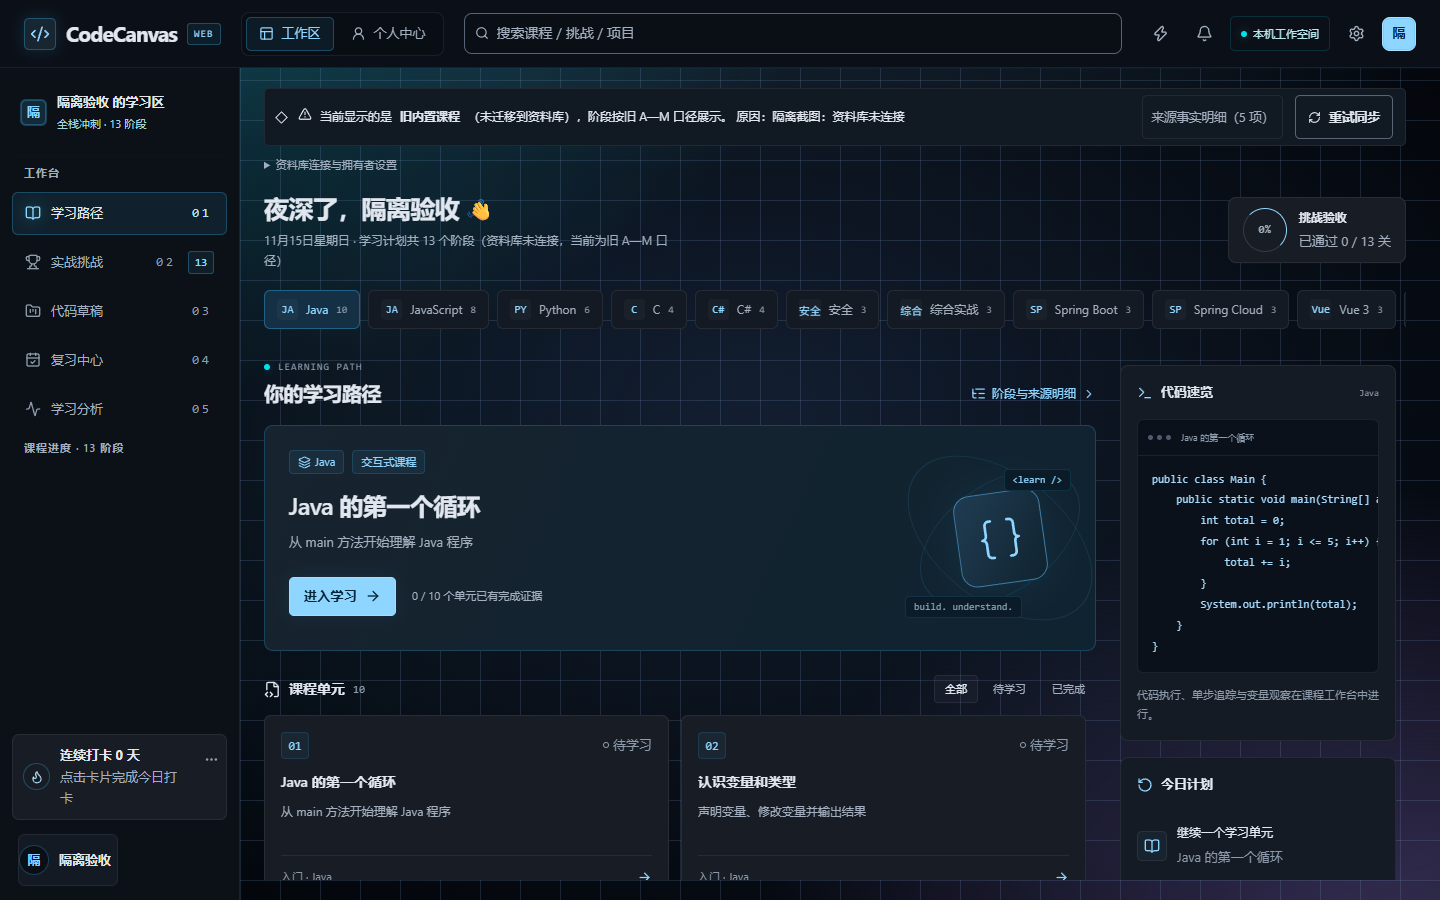 </> CodeCanvas WEB
工作区
个人中心
搜索课程 / 挑战 / 项目
本机工作空间
隔
隔 隔离验收 的学习区
全栈冲刺 · 13 阶段
工作台
学习路径 01
实战挑战 02 13
代码草稿 03
复习中心 04
学习分析 05
课程进度 · 13 阶段
连续打卡 0 天
点击卡片完成今日打
卡
隔 隔离验收
当前显示的是 旧内置课程 （未迁移到资料库），阶段按旧 A—M 口径展示。 原因：隔离截图：资料库未连接
来源事实明细（5 项）
重试同步
资料库连接与拥有者设置
夜深了，隔离验收 👋
11月15日星期日 · 学习计划共 13 个阶段（资料库未连接，当前为旧 A—M 口
径）
0%
挑战验收
已通过 0 / 13 关
JA Java 10
JA JavaScript 8
PY Python 6
C C 4
C# C# 4
安全 安全 3
综合 综合实战 3
SP Spring Boot 3
SP Spring Cloud 3
Vue Vue 3 3
LEARNING PATH
你的学习路径
阶段与来源明细
Java 交互式课程
Java 的第一个循环
从 main 方法开始理解 Java 程序
进入学习
0 / 10 个单元已有完成证据
<learn />
{ }
build. understand.
课程单元 10
全部 待学习 已完成
01 待学习
Java 的第一个循环
从 main 方法开始理解 Java 程序
入门 · Java
02 待学习
认识变量和类型
声明变量、修改变量并输出结果
入门 · Java
代码速览 Java
Java 的第一个循环
public class Main {
public static void main(String[] a
int total = 0;
for (int i = 1; i <= 5; i++) {
total += i;
}
System.out.println(total);
}
}
代码执行、单步追踪与变量观察在课程工作台中进
行。
今日计划
继续一个学习单元
Java 的第一个循环